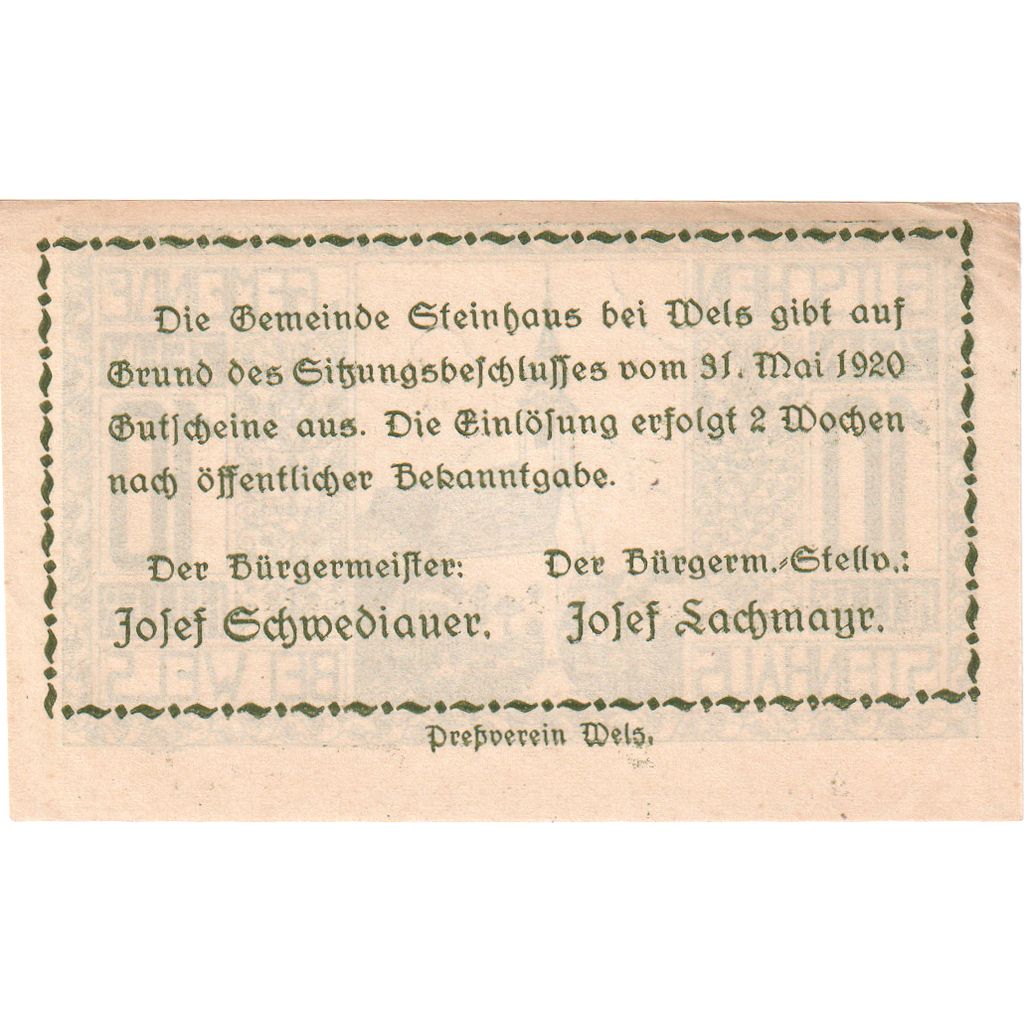 Die Gemeinde Steinhaus bei Wels gibt auf
Grund des Sitzungsbeschlusses vom 31. Mai 1920
Gutscheine aus. Die Einlösung erfolgt 2 Wochen
nach öffentlicher Bekanntgabe.
Der Bürgermeister: Der Bürgerm.-Stellv.:
Josef Schwediauer. Josef Lachmayr.
Preßverein Wels.